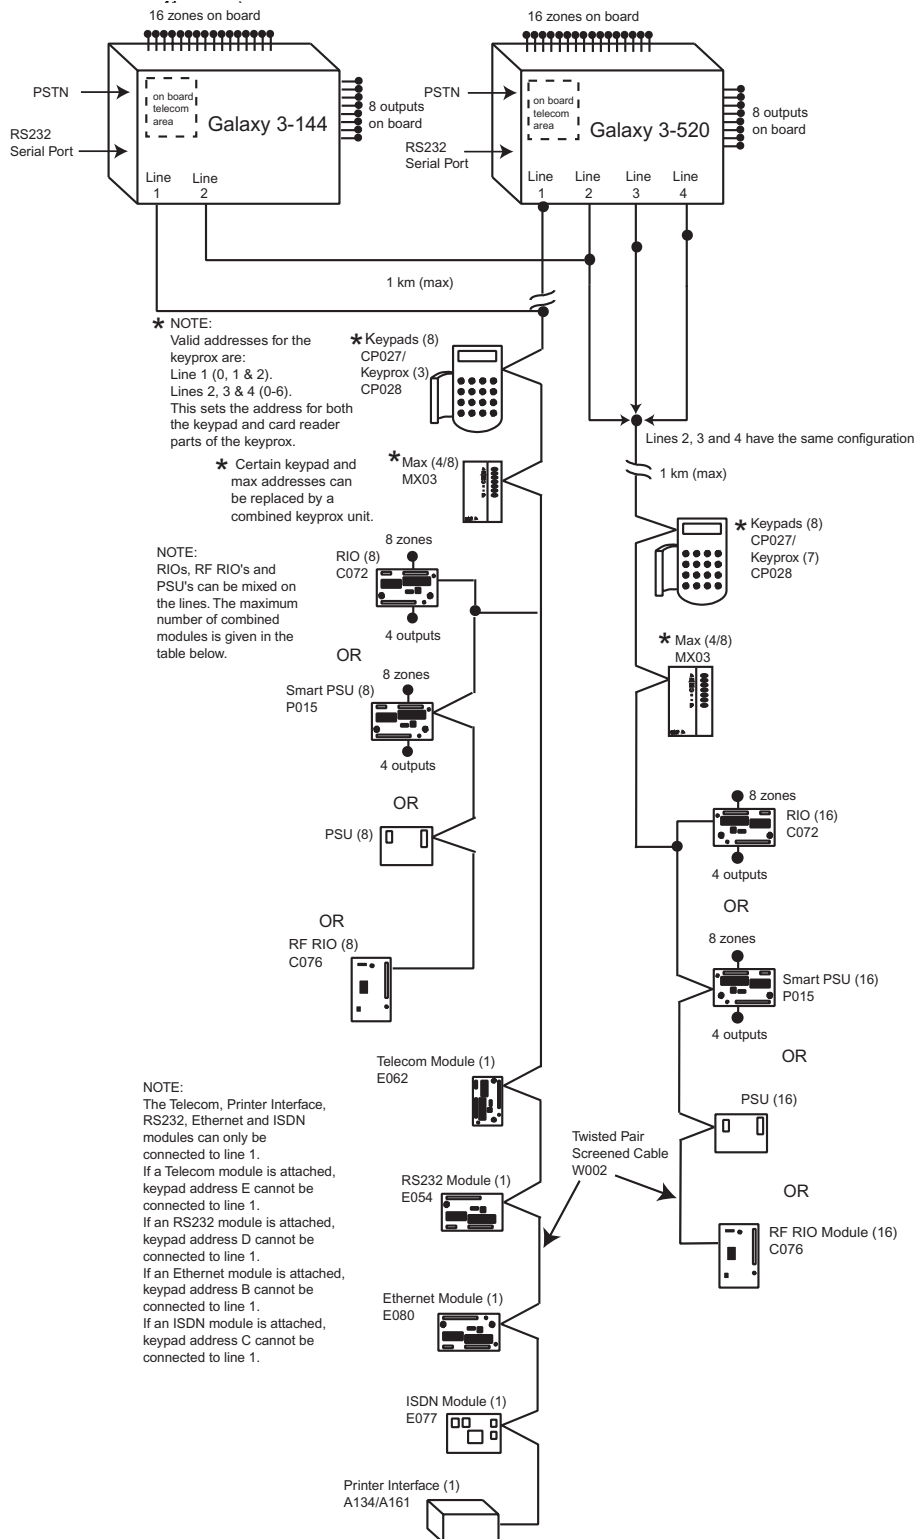 16 zones on board
PSTN
on board
telecom
area
Galaxy 3-144
8 outputs
on board
RS232
Serial Port
Line
1
Line
2
16 zones on board
PSTN
on board
telecom
area
Galaxy 3-520
8 outputs
on board
RS232
Serial Port
Line
1
Line
2
Line
3
Line
4
1 km (max)
* NOTE:
Valid addresses for the
keyprox are:
Line 1 (0, 1 & 2).
Lines 2, 3 & 4 (0-6).
This sets the address for both
the keypad and card reader
parts of the keyprox.
* Certain keypad and
max addresses can
be replaced by a
combined keyprox unit.
* Keypads (8)
CP027/
Keyprox (3)
CP028
* Max (4/8)
MX03
Lines 2, 3 and 4 have the same configuration
1 km (max)
* Keypads (8)
CP027/
Keyprox (7)
CP028
* Max (4/8)
MX03
NOTE:
RIOs, RF RIO's and
PSU's can be mixed on
the lines. The maximum
number of combined
modules is given in the
table below.
8 zones
RIO (8)
C072
4 outputs
OR
8 zones
Smart PSU (8)
P015
4 outputs
OR
PSU (8)
OR
RF RIO (8)
C076
8 zones
RIO (16)
C072
4 outputs
OR
8 zones
Smart PSU (16)
P015
4 outputs
OR
PSU (16)
OR
RF RIO Module (16)
C076
Telecom Module (1)
E062
NOTE:
The Telecom, Printer Interface,
RS232, Ethernet and ISDN
modules can only be
connected to line 1.
If a Telecom module is attached,
keypad address E cannot be
connected to line 1.
If an RS232 module is attached,
keypad address D cannot be
connected to line 1.
If an Ethernet module is attached,
keypad address B cannot be
connected to line 1.
If an ISDN module is attached,
keypad address C cannot be
connected to line 1.
Twisted Pair
Screened Cable
W002
RS232 Module (1)
E054
Ethernet Module (1)
E080
ISDN Module (1)
E077
Printer Interface (1)
A134/A161